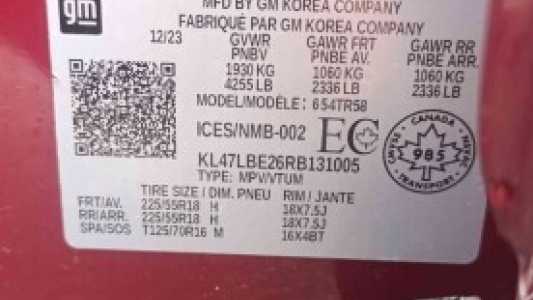 gm
MFD BY GM KOREA COMPANY
FABRIQUÉ PAR GM KOREA COMPANY
12/23 GVWR GAWR FRT GAWR RR
PNBV PNBE AV. PNBE ARR.
1930 KG 1060 KG 1060 KG
4255 LB 2336 LB 2336 LB
MODEL/MODÈLE: 654TR58
ICES/NMB-002 EC CANADA 985 TRANSPORT
KL47LBE26RB131005
TYPE: MPV/VTUM
TIRE SIZE / DIM. PNEU RIM / JANTE
FRT/AV. 225/55R18 H 18X7.5J
RR/ARR. 225/55R18 H 18X7.5J
SPA/SOS T125/70R16 M 16X4BT